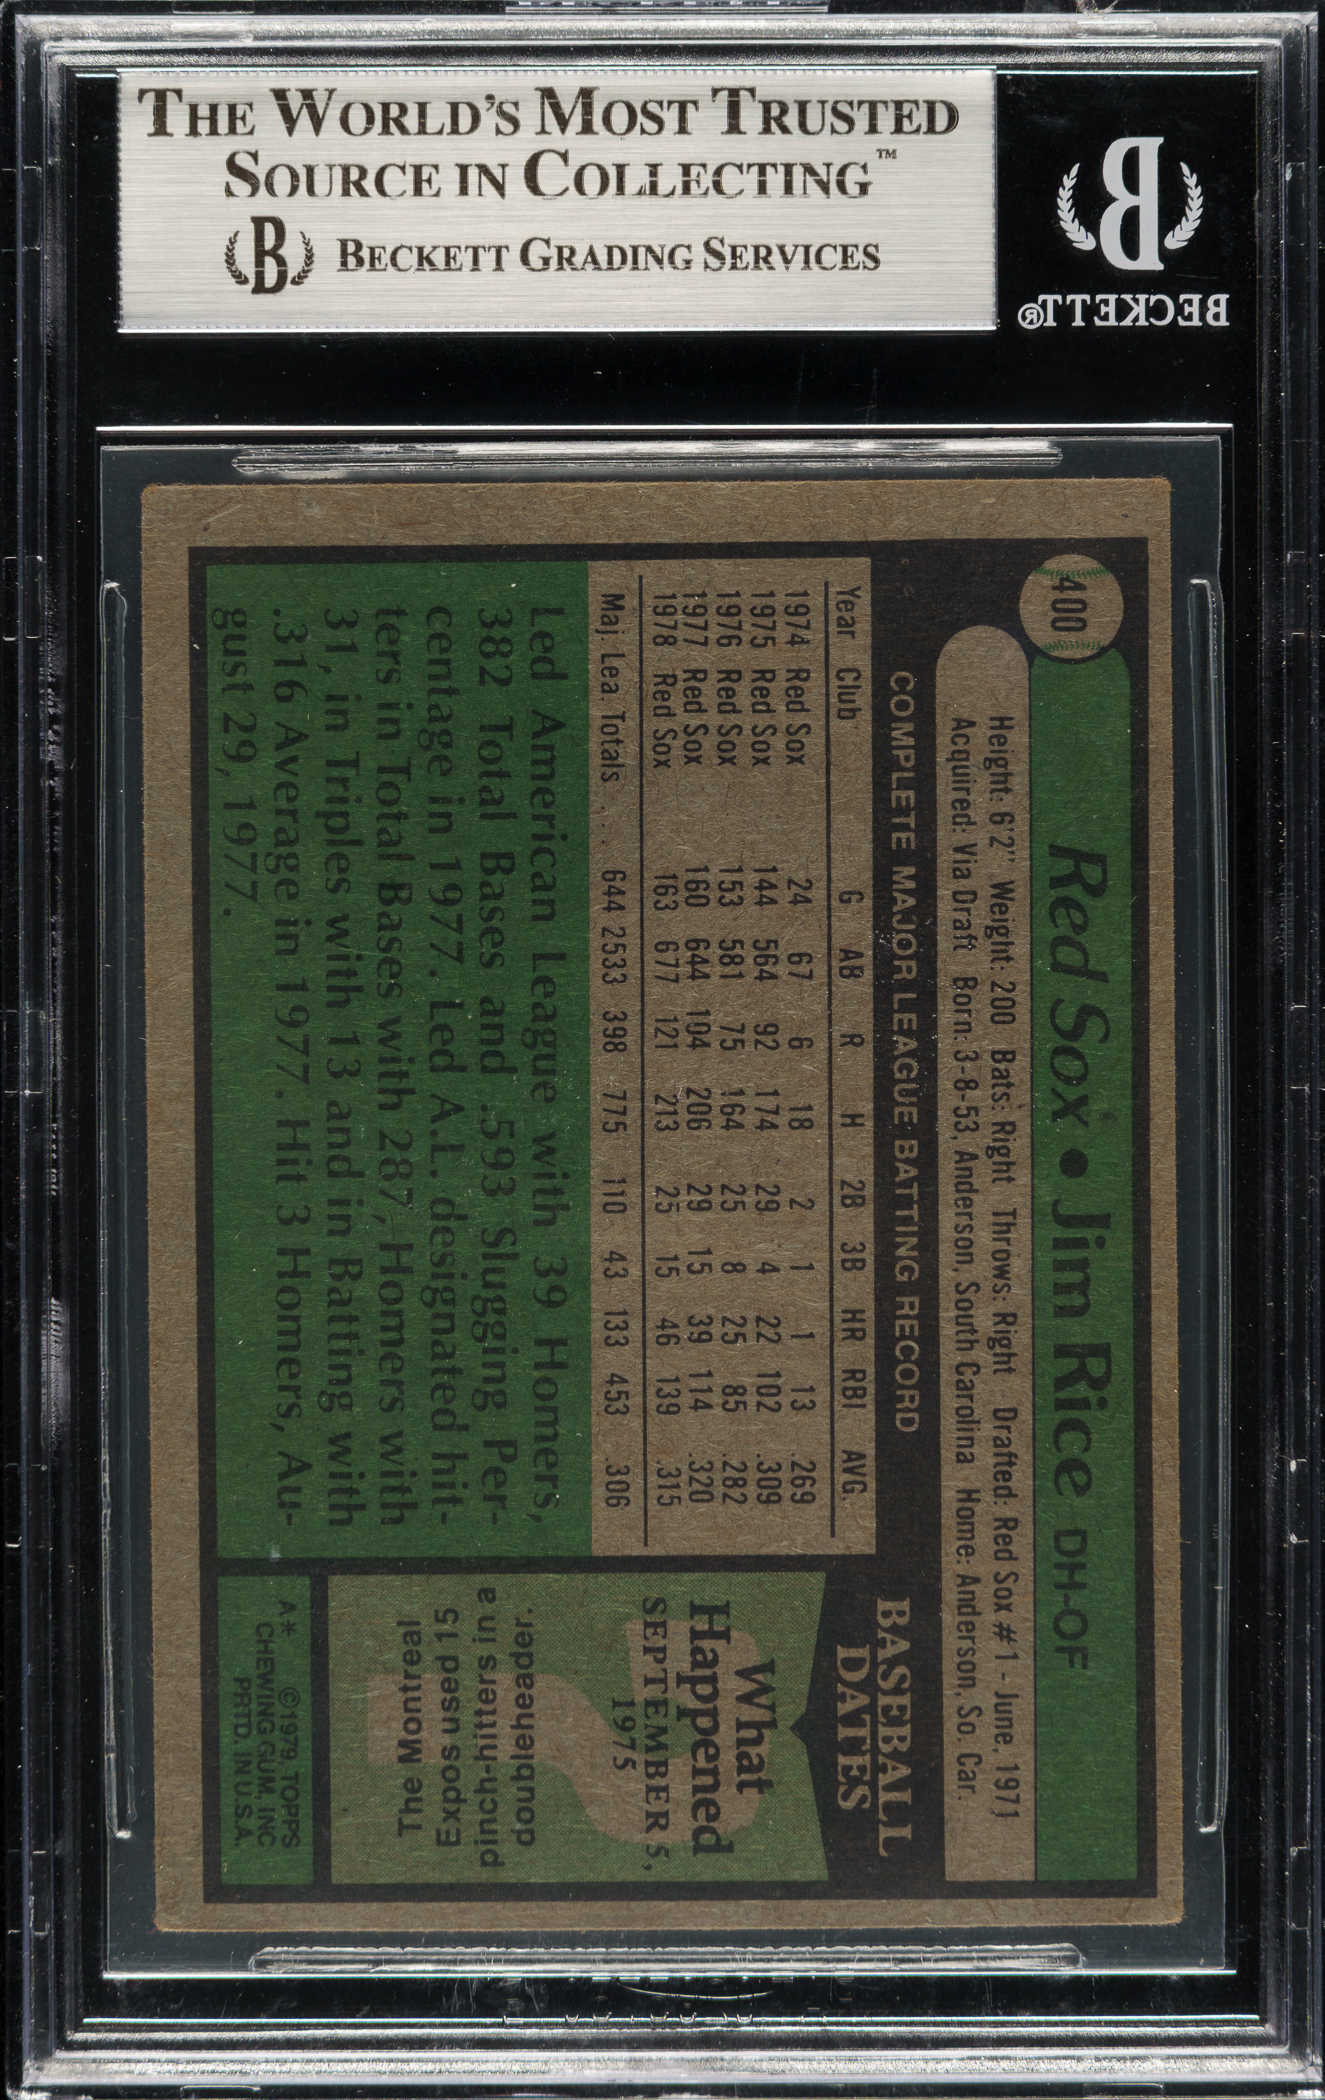 THE WORLD'S MOST TRUSTED
SOURCE IN COLLECTING™
B BECKETT GRADING SERVICES
B
BECKETT®
400
Red Sox • Jim Rice DH-OF
Height: 6'2" Weight: 200 Bats: Right Throws: Right Drafted: Red Sox #1 - June, 1971
Acquired: Via Draft Born: 3-8-53, Anderson, South Carolina Home: Anderson, So. Car.
COMPLETE MAJOR LEAGUE BATTING RECORD
Year Club G AB R H 2B 3B HR RBI AVG.
1974 Red Sox 24 67 6 18 2 1 1 13 .269
1975 Red Sox 144 564 92 174 29 4 22 102 .309
1976 Red Sox 153 581 75 164 25 8 25 85 .282
1977 Red Sox 160 644 104 206 29 15 39 114 .320
1978 Red Sox 163 677 121 213 25 15 46 139 .315
Maj. Lea. Totals . . 644 2533 398 775 110 43 133 453 .306
Led American League with 39 Homers,
382 Total Bases and .593 Slugging Per-
centage in 1977. Led A.L. designated hit-
ters in Total Bases with 287, Homers with
31, in Triples with 13 and in Batting with
.316 Average in 1977. Hit 3 Homers, Au-
gust 29, 1977.
BASEBALL
DATES
What
Happened
SEPTEMBER 5,
1975
The Montreal
Expos used 15
pinch-hitters in a
doubleheader.
A** ©1979, TOPPS
CHEWING GUM, INC
PRTD. IN U.S.A.